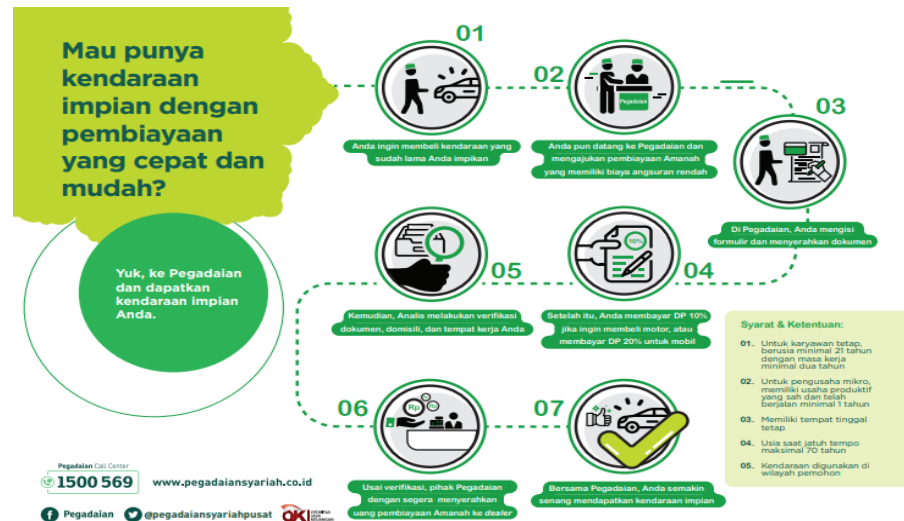 Mau punya
kendaraan
impian dengan
pembiayaan
yang cepat dan
mudah?
Yuk, ke Pegadaian
dan dapatkan
kendaraan impian
Anda.
01
Anda ingin membeli kendaraan yang
sudah lama Anda impikan
02
Pegadaian
Anda pun datang ke Pegadaian dan
mengajukan pembiayaan Amanah
yang memiliki biaya angsuran rendah
03
Di Pegadaian, Anda mengisi
formulir dan menyerahkan dokumen
04
10%
Setelah itu, Anda membayar DP 10%
jika ingin membeli motor, atau
membayar DP 20% untuk mobil
05
Kemudian, Analis melakukan verifikasi
dokumen, domisili, dan tempat kerja Anda
06
Rp
Usai verifikasi, pihak Pegadaian
dengan segera menyerahkan
uang pembiayaan Amanah ke dealer
07
Bersama Pegadaian, Anda semakin
senang mendapatkan kendaraan impian
Syarat & Ketentuan:
01. Untuk karyawan tetap,
berusia minimal 21 tahun
dengan masa kerja
minimal dua tahun
02. Untuk pengusaha mikro,
memiliki usaha produktif
yang sah dan telah
berjalan minimal 1 tahun
03. Memiliki tempat tinggal
tetap
04. Usia saat jatuh tempo
maksimal 70 tahun
05. Kendaraan digunakan di
wilayah pemohon
Pegadaian Call Center
1500 569
www.pegadaiansyariah.co.id
Pegadaian
@pegadaiansyariahpusat
OJK OTORITAS JASA KEUANGAN